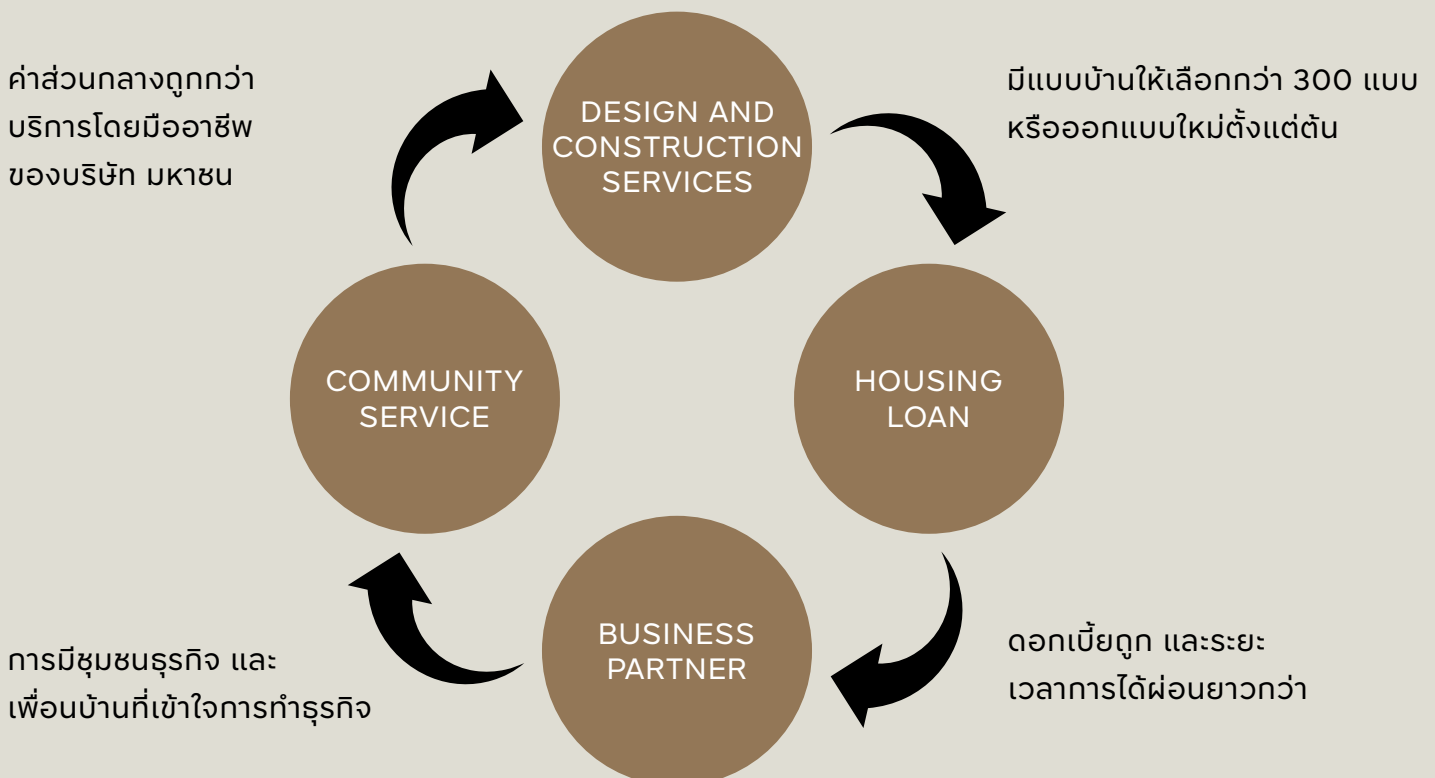 ค่าส่วนกลางถูกกว่า
บริการโดยมืออาชีพ
ของบริษัท มหาชน
DESIGN AND
CONSTRUCTION
SERVICES
มีแบบบ้านให้เลือกกว่า 300 แบบ
หรือออกแบบใหม่ตั้งแต่ต้น
COMMUNITY
SERVICE
HOUSING
LOAN
การมีชุมชนธุรกิจ และ
เพื่อนบ้านที่เข้าใจการทำธุรกิจ
BUSINESS
PARTNER
ดอกเบี้ยถูก และระยะ
เวลาการได้ผ่อนยาวกว่า